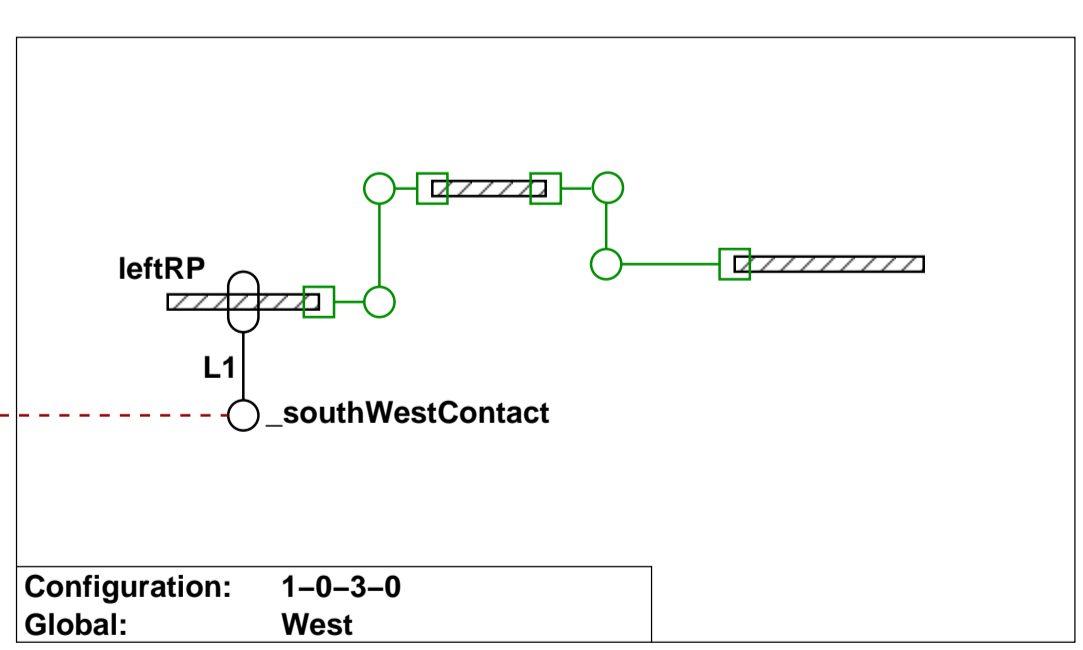 leftRP
L1
_southWestContact
Configuration: 1–0–3–0
Global: West